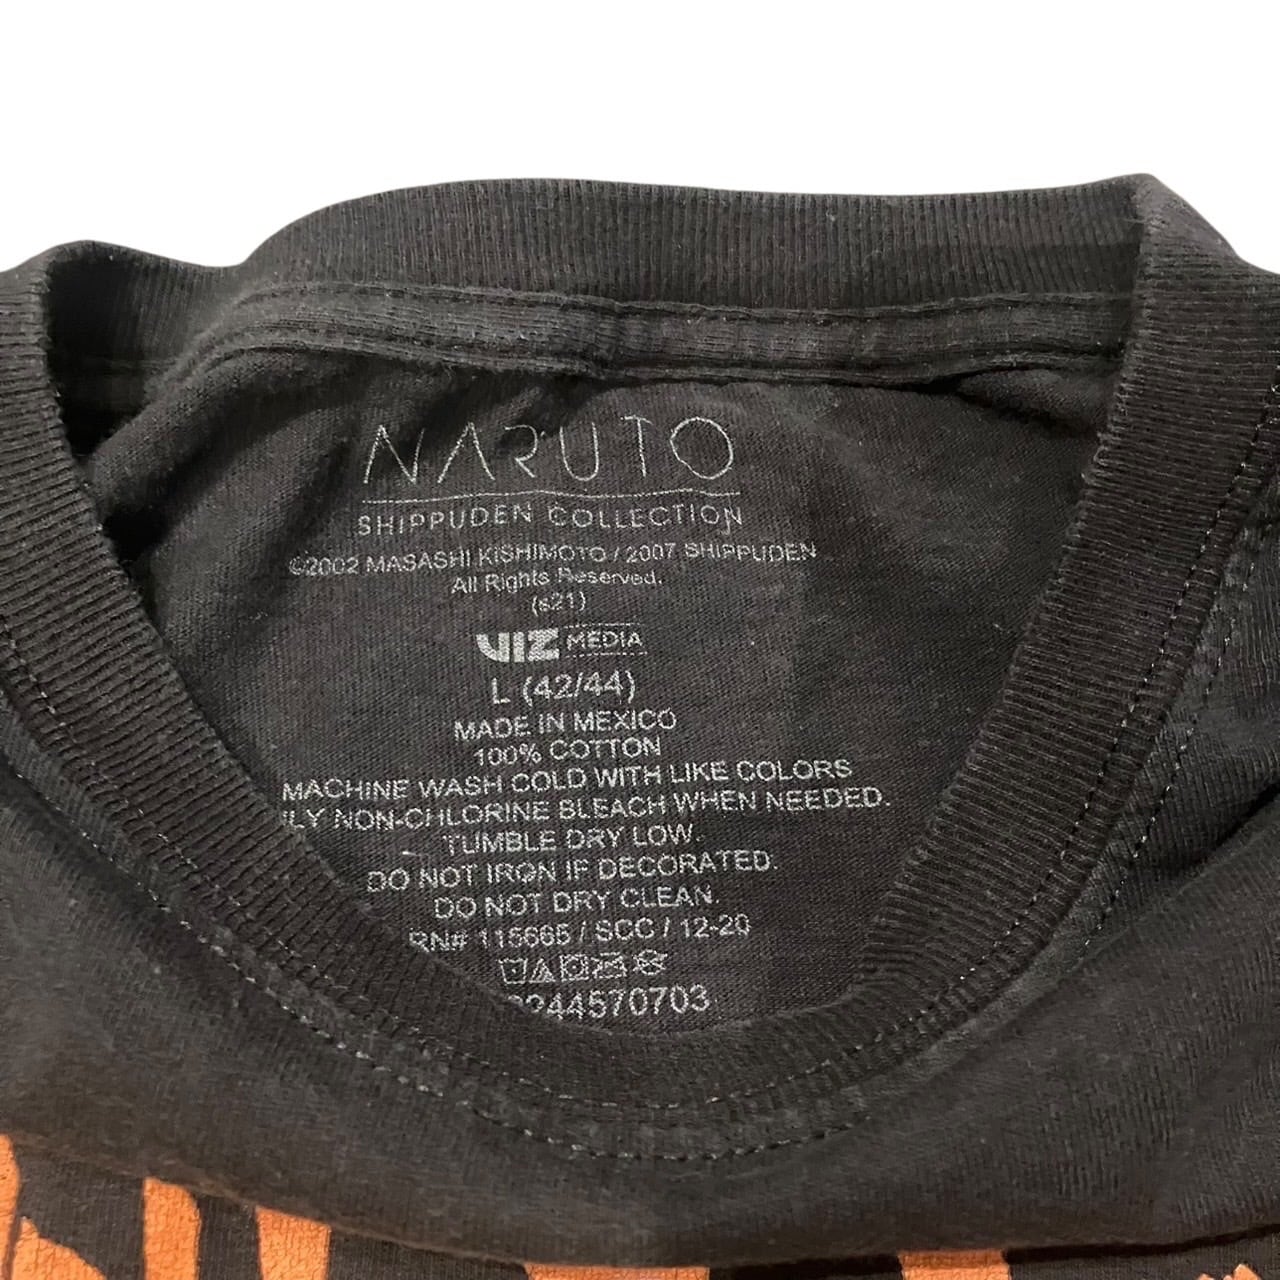 NARUTO
SHIPPUDEN COLLECTION
©2002 MASASHI KISHIMOTO / 2007 SHIPPUDEN
All Rights Reserved.
(s21)
VIZ MEDIA
L (42/44)
MADE IN MEXICO
100% COTTON
MACHINE WASH COLD WITH LIKE COLORS
NON-CHLORINE BLEACH WHEN NEEDED.
TUMBLE DRY LOW.
DO NOT IRON IF DECORATED.
DO NOT DRY CLEAN.
RN# 115665 / SCC / 12-20
244570703